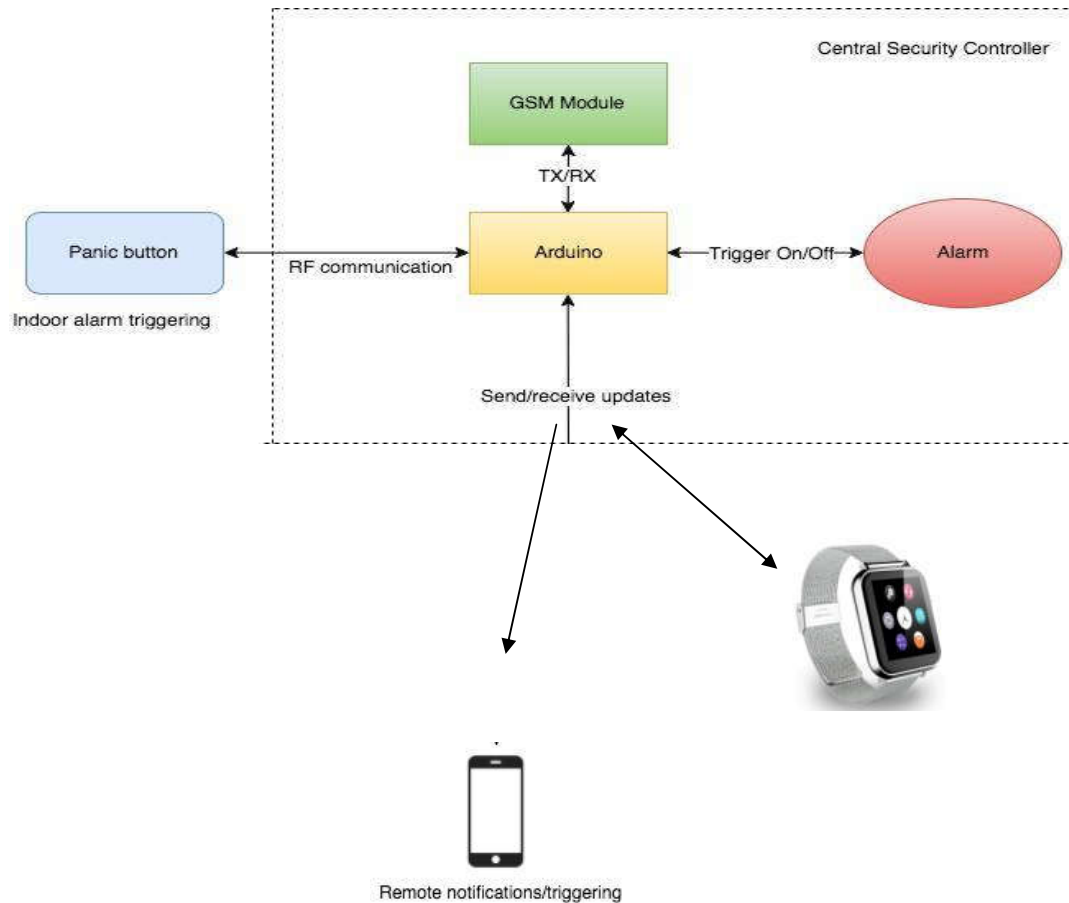 Central Security Controller
GSM Module
TX/RX
Panic button
RF communication
Arduino
Trigger On/Off
Alarm
Indoor alarm triggering
Send/receive updates
Remote notifications/triggering